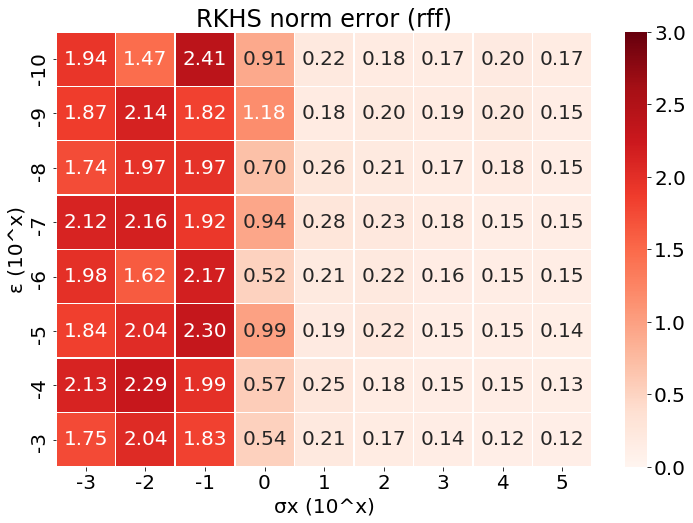 RKHS norm error (rff)
ε (10^x)
-10 1.94 1.47 2.41 0.91 0.22 0.18 0.17 0.20 0.17
-9 1.87 2.14 1.82 1.18 0.18 0.20 0.19 0.20 0.15
-8 1.74 1.97 1.97 0.70 0.26 0.21 0.17 0.18 0.15
-7 2.12 2.16 1.92 0.94 0.28 0.23 0.18 0.15 0.15
-6 1.98 1.62 2.17 0.52 0.21 0.22 0.16 0.15 0.15
-5 1.84 2.04 2.30 0.99 0.19 0.22 0.15 0.15 0.14
-4 2.13 2.29 1.99 0.57 0.25 0.18 0.15 0.15 0.13
-3 1.75 2.04 1.83 0.54 0.21 0.17 0.14 0.12 0.12
-3 -2 -1 0 1 2 3 4 5
σx (10^x)
3.0
2.5
2.0
1.5
1.0
0.5
0.0